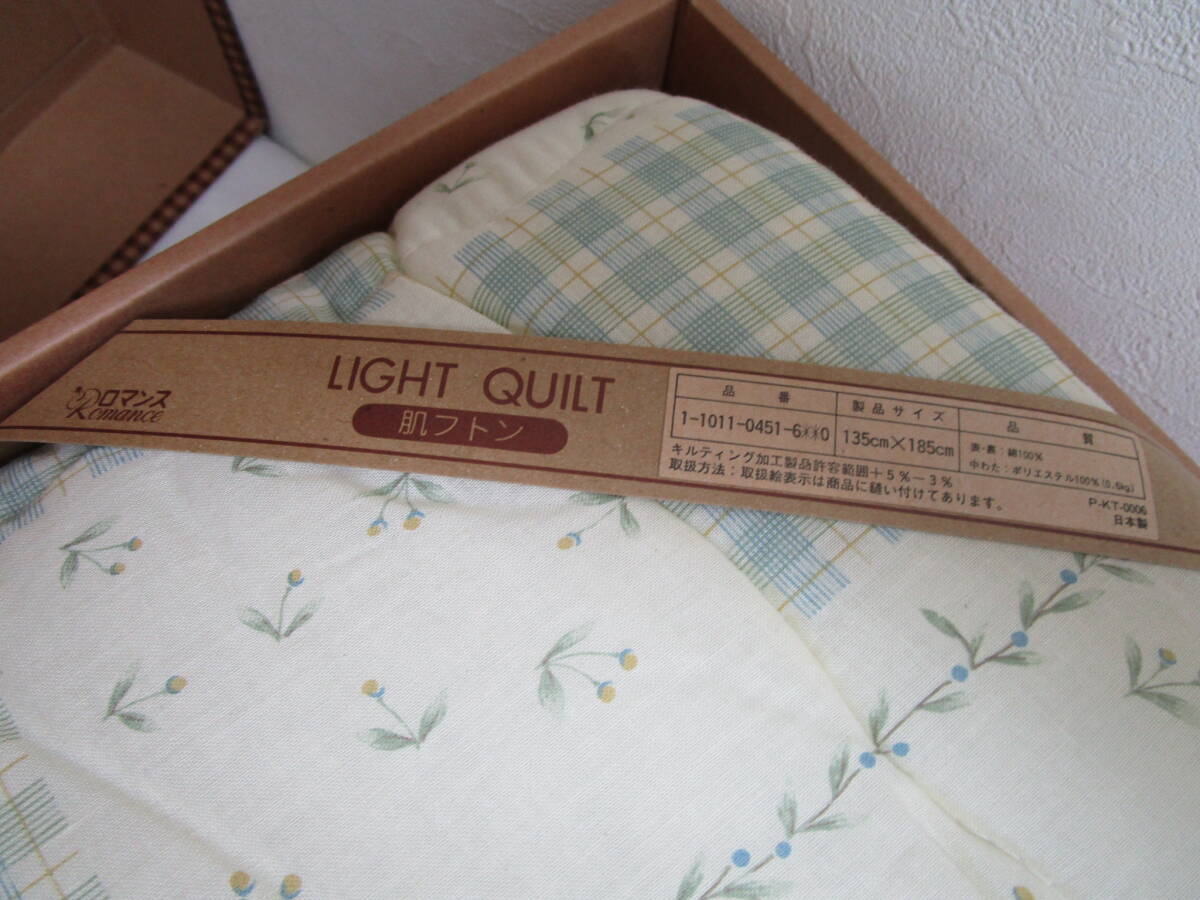 ロマンス
Romance
LIGHT QUILT
肌フトン
品 番 製品サイズ 品 質
1-1011-0451-6**0 135cm×185cm 表・裏：綿100%
中わた：ポリエステル100%(0.6kg)
キルティング加工製品許容範囲＋5％－3％
取扱方法：取扱絵表示は商品に縫い付けてあります。
P-KT-0006
日本製